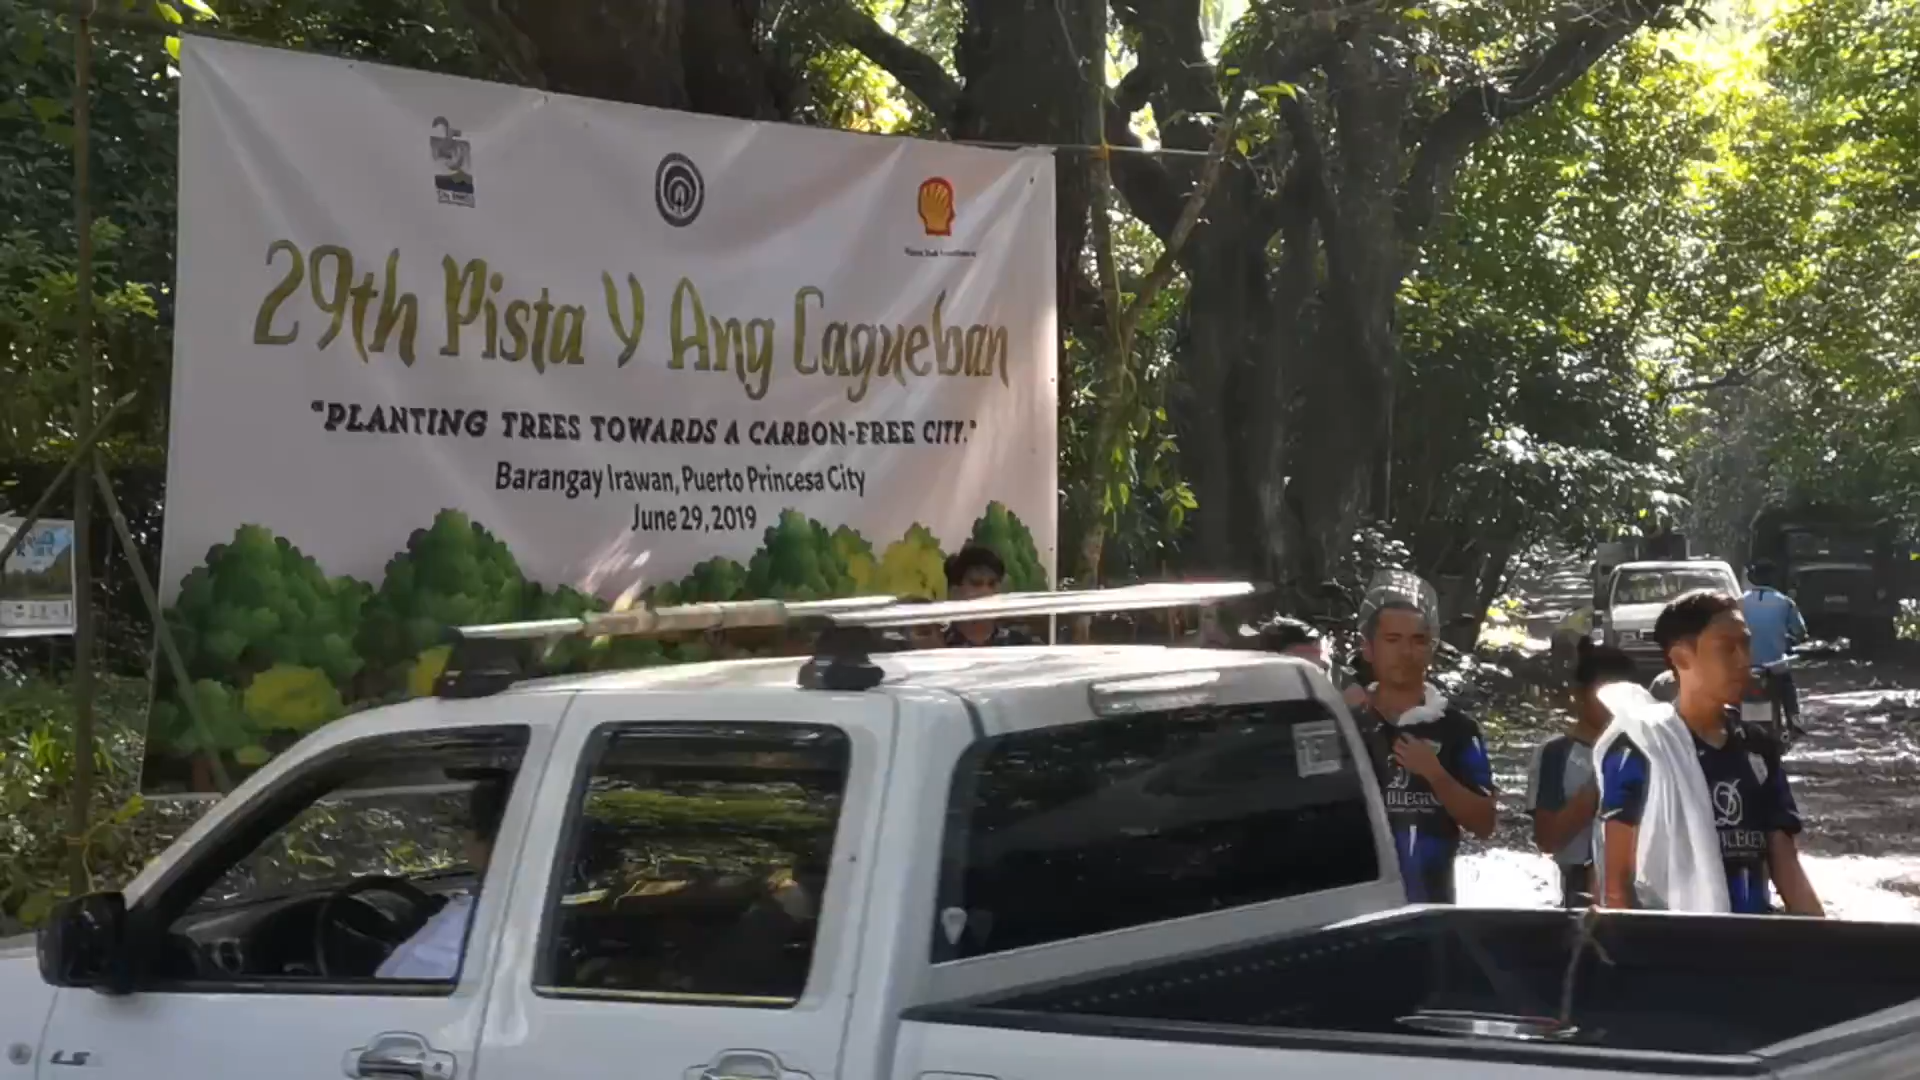 29th Pista Y Ang Cagueban
"PLANTING TREES TOWARDS A CARBON-FREE CITY."
Barangay Irawan, Puerto Princesa City
June 29, 2019
LS